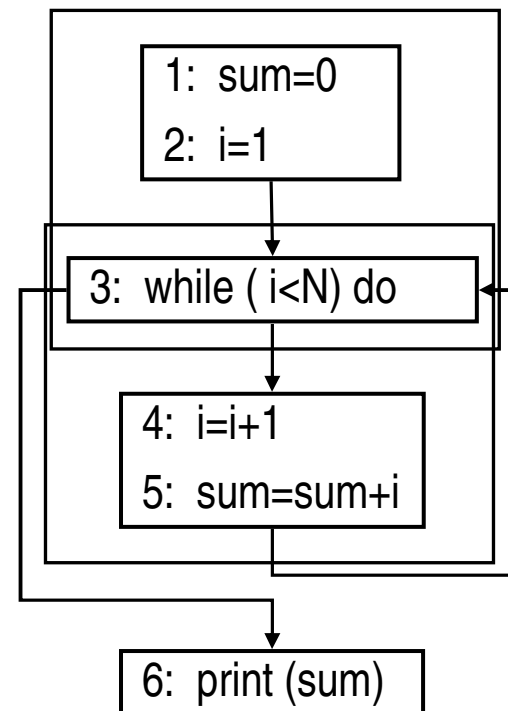 1: sum=0
2: i=1
3: while ( i<N) do
4: i=i+1
5: sum=sum+i
6: print (sum)